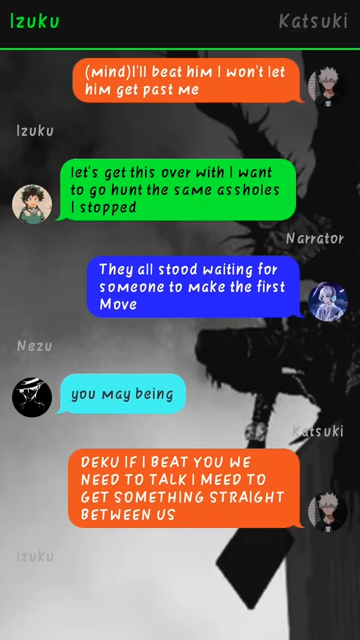 Izuku
Katsuki
(mind)I'll beat him I won't let
him get past me
Izuku
let's get this over with I want
to go hunt the same assholes
I stopped
Narrator
They all stood waiting for
someone to make the first
Move
Nezu
you may being
Katsuki
DEKU IF I BEAT YOU WE
NEED TO TALK I MEED TO
GET SOMETHING STRAIGHT
BETWEEN US
Izuku